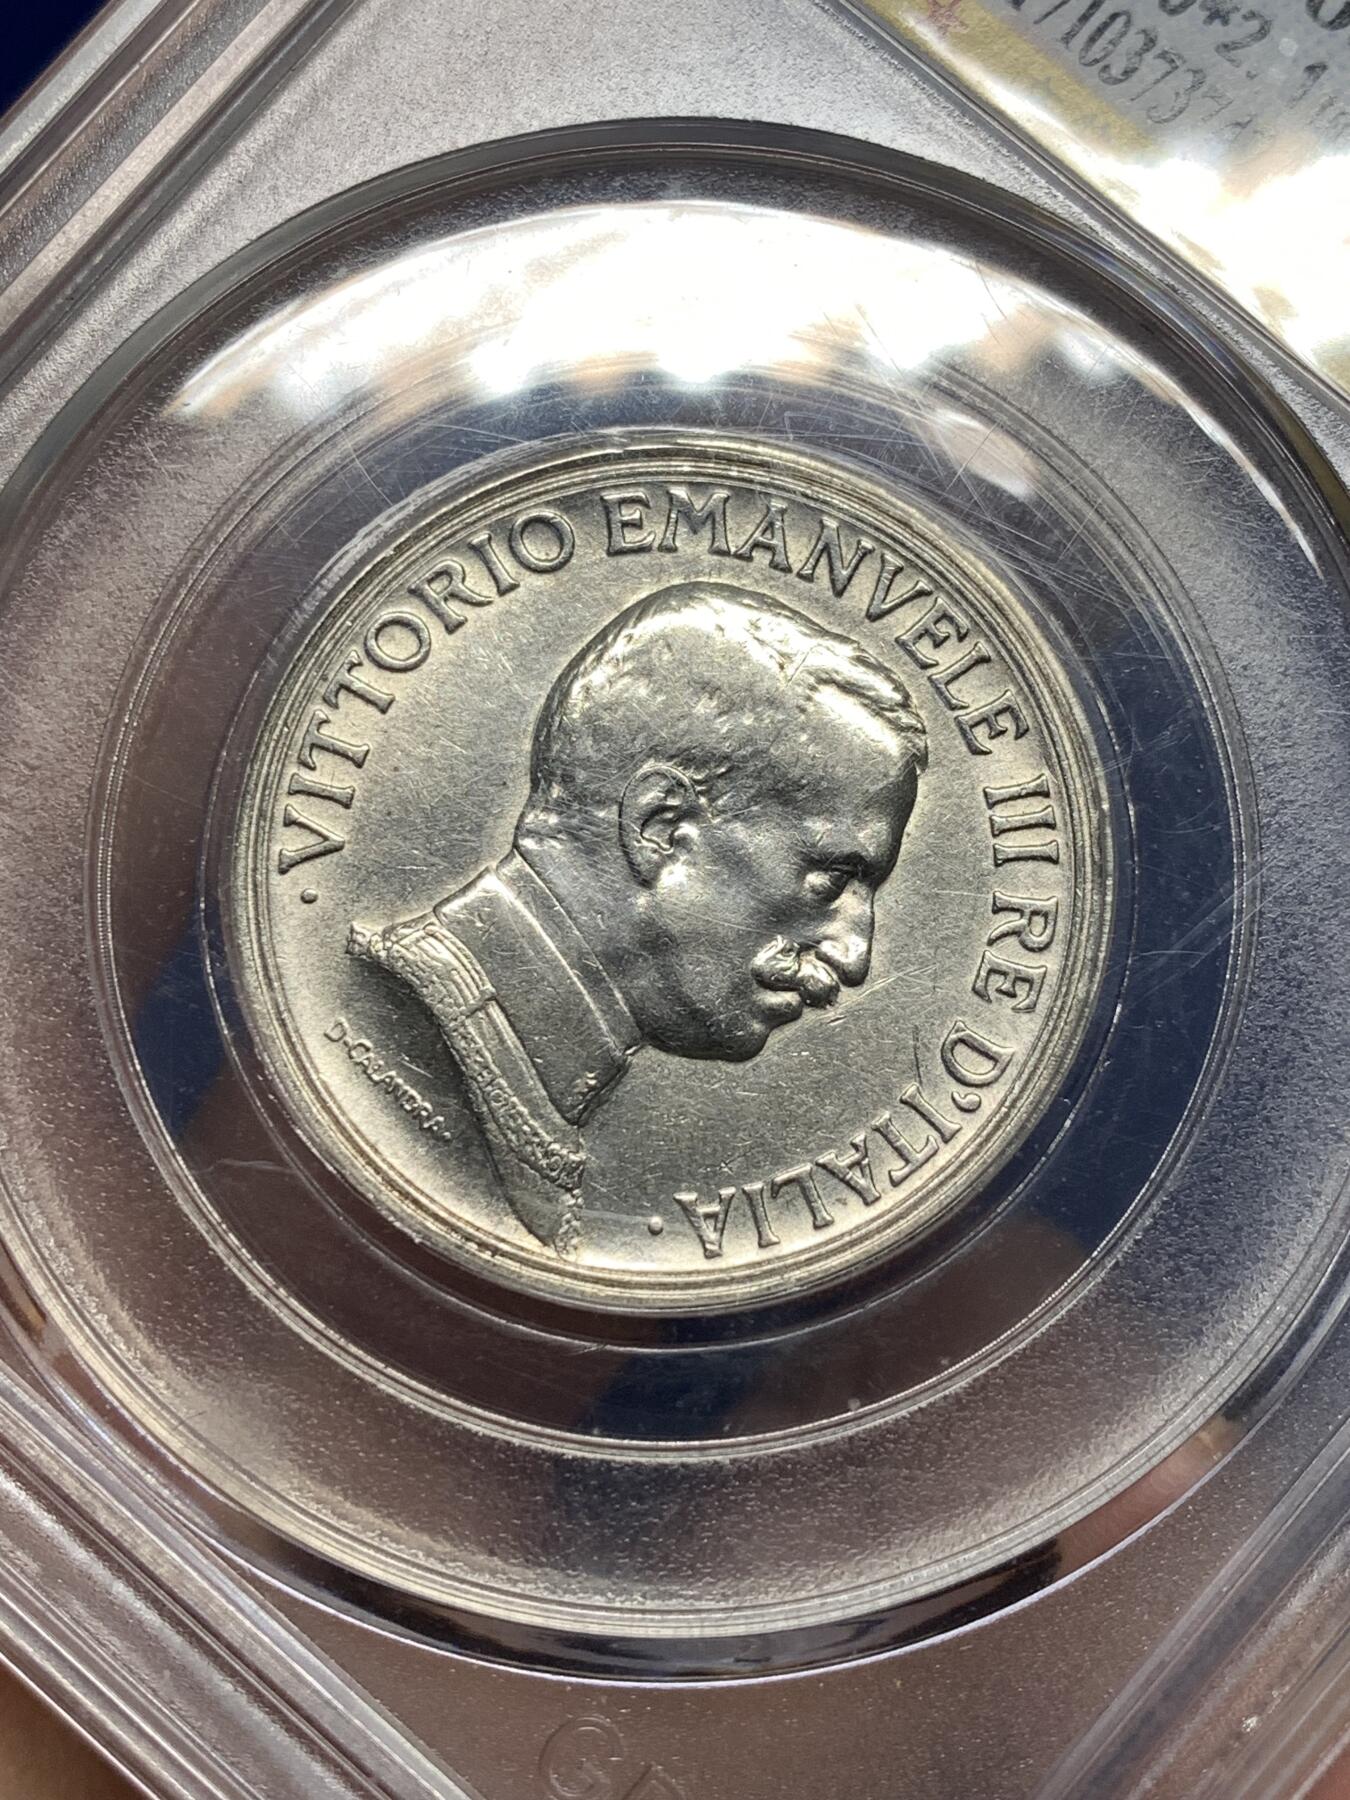 · VITTORIO EMANVELE III RE D'ITALIA ·
D·CALANDRA·